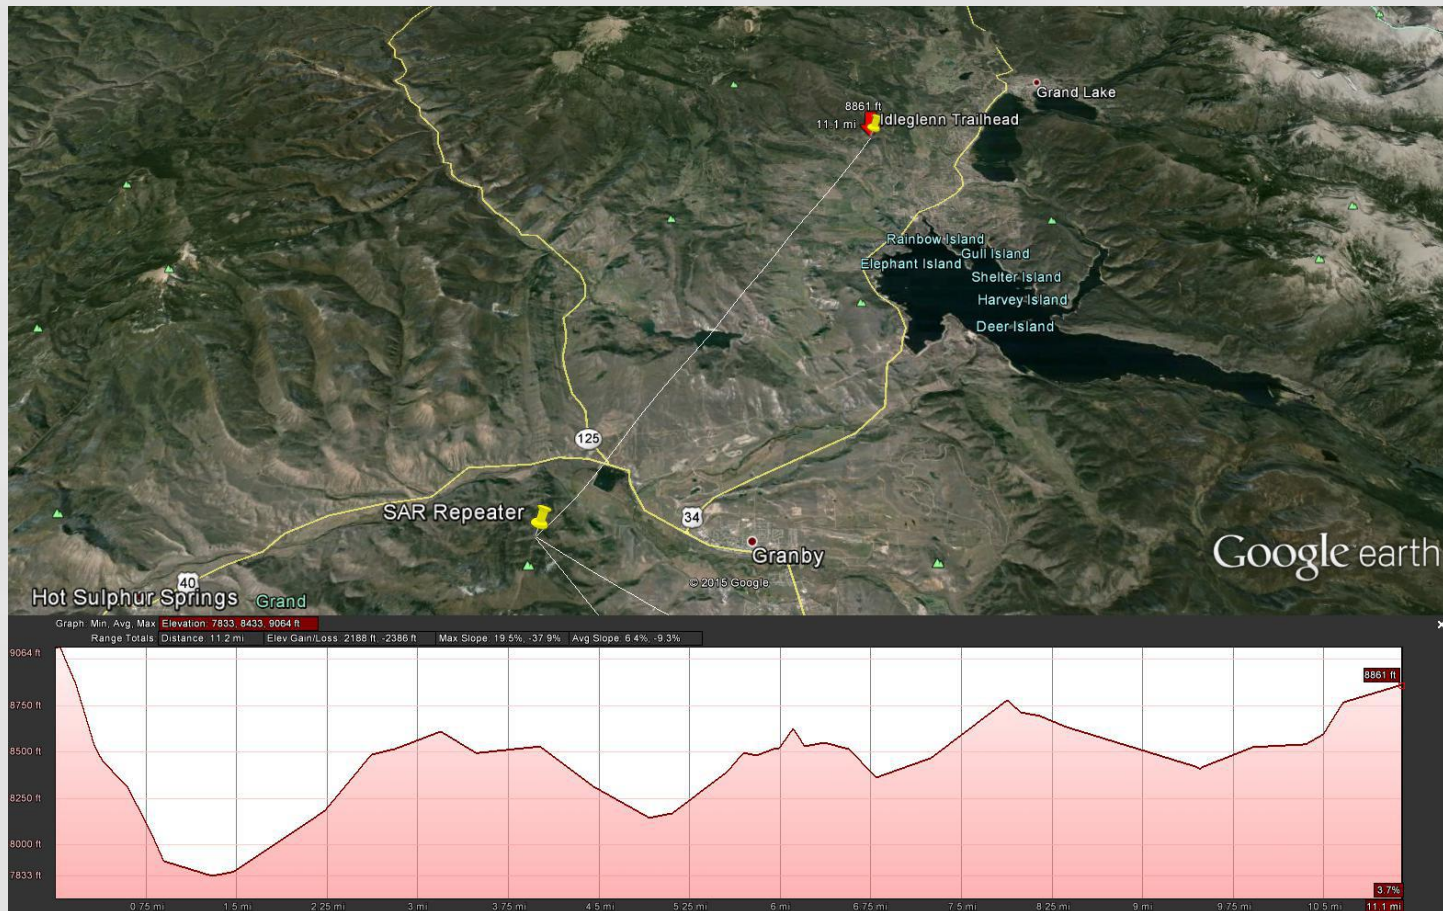 Grand Lake
8861 ft
11.1 mi
Idleglenn Trailhead
Rainbow Island
Gull Island
Elephant Island
Shelter Island
Harvey Island
Deer Island
125
SAR Repeater
34
Granby
Google earth
© 2015 Google
40
Hot Sulphur Springs
Grand
Graph: Min, Avg, Max Elevation: 7833, 8433, 9064 ft
Range Totals: Distance: 11.2 mi Elev Gain/Loss: 2188 ft, -2386 ft Max Slope: 19.5%, -37.9% Avg Slope: 6.4%, -9.3%
9064 ft
8861 ft
8750 ft
8500 ft
8250 ft
8000 ft
7833 ft
3.7%
0.75 mi 1.5 mi 2.25 mi 3 mi 3.75 mi 4.5 mi 5.25 mi 6 mi 6.75 mi 7.5 mi 8.25 mi 9 mi 9.75 mi 10.5 mi 11.1 mi